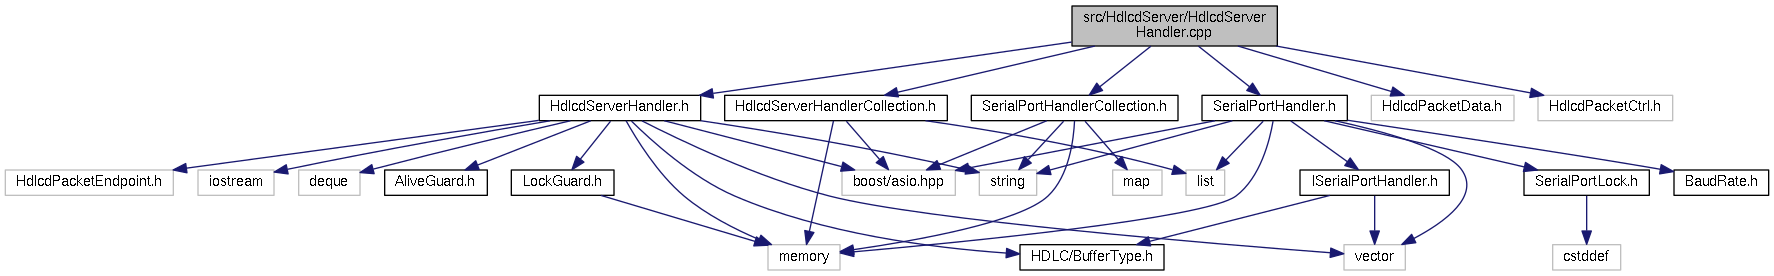 src/HdlcdServer/HdlcdServer
Handler.cpp
HdlcdServerHandler.h
HdlcdServerHandlerCollection.h
SerialPortHandlerCollection.h
SerialPortHandler.h
HdlcdPacketData.h
HdlcdPacketCtrl.h
HdlcdPacketEndpoint.h
iostream
deque
AliveGuard.h
LockGuard.h
boost/asio.hpp
string
map
list
ISerialPortHandler.h
SerialPortLock.h
BaudRate.h
memory
HDLC/BufferType.h
vector
cstddef